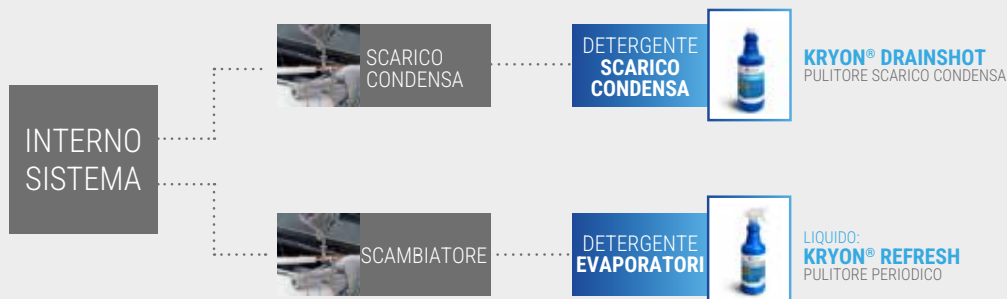 INTERNO
SISTEMA
SCARICO
CONDENSA
DETERGENTE
SCARICO
CONDENSA
KRYON® DRAINSHOT
PULITORE SCARICO CONDENSA
SCAMBIATORE
DETERGENTE
EVAPORATORI
LIQUIDO:
KRYON® REFRESH
PULITORE PERIODICO